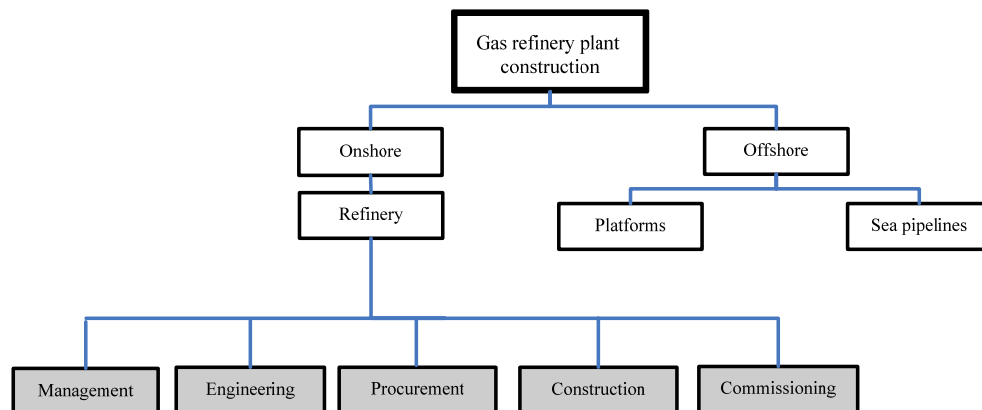 Gas refinery plant
construction
Onshore
Offshore
Refinery
Platforms
Sea pipelines
Management
Engineering
Procurement
Construction
Commissioning